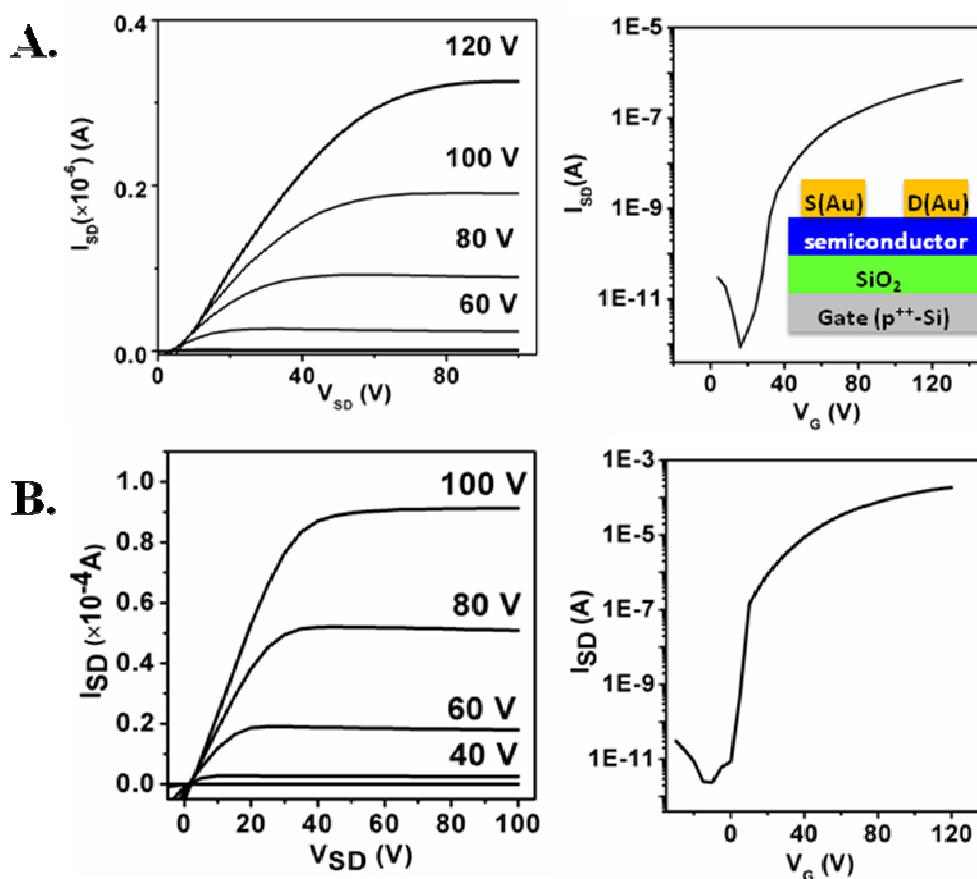 A.
0.4
0.2
0.0
I_SD(×10⁻⁶) (A)
120 V
100 V
80 V
60 V
0
40
80
V_SD (V)
1E-5
1E-7
1E-9
1E-11
I_SD(A)
S(Au)
D(Au)
semiconductor
SiO₂
Gate (p⁺⁺-Si)
0
40
80
120
V_G (V)
B.
1.0
0.8
0.6
0.4
0.2
0.0
I_SD (×10⁻⁴A)
100 V
80 V
60 V
40 V
0
20
40
60
80
100
V_SD (V)
1E-3
1E-5
1E-7
1E-9
1E-11
I_SD (A)
0
40
80
120
V_G (V)